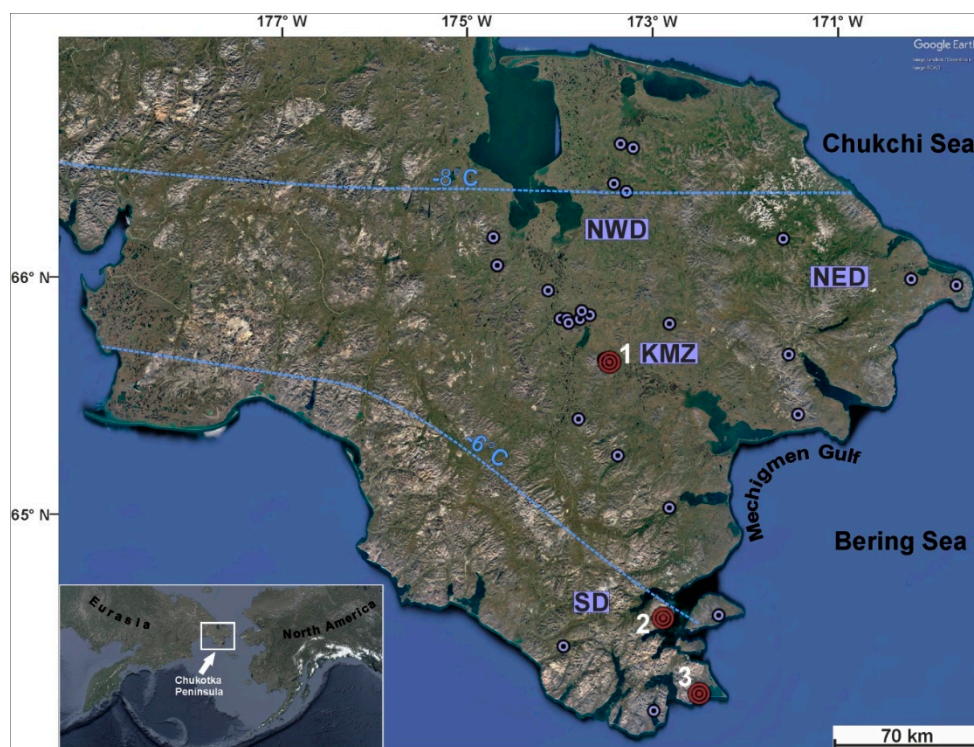 177° W
175° W
173° W
171° W
Google Earth
Chukchi Sea
-8°C
NWD
66° N
NED
1
KMZ
-6°C
Mechigmen Gulf
65° N
Bering Sea
SD
2
3
Eurasia
North America
Chukotka
Peninsula
70 km